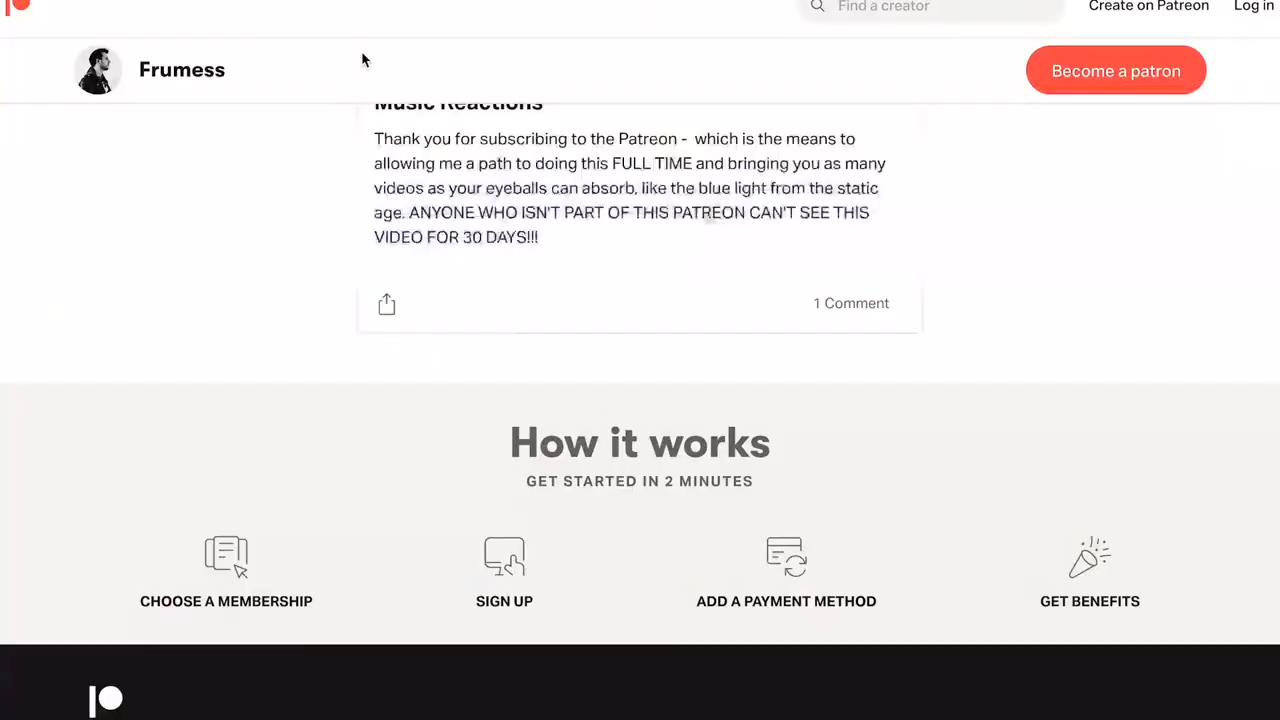 Find a creator
Create on Patreon
Log in
Frumess
Become a patron
Music Reactions
Thank you for subscribing to the Patreon - which is the means to
allowing me a path to doing this FULL TIME and bringing you as many
videos as your eyeballs can absorb, like the blue light from the static
age. ANYONE WHO ISN'T PART OF THIS PATREON CAN'T SEE THIS
VIDEO FOR 30 DAYS!!!
1 Comment
How it works
GET STARTED IN 2 MINUTES
CHOOSE A MEMBERSHIP
SIGN UP
ADD A PAYMENT METHOD
GET BENEFITS